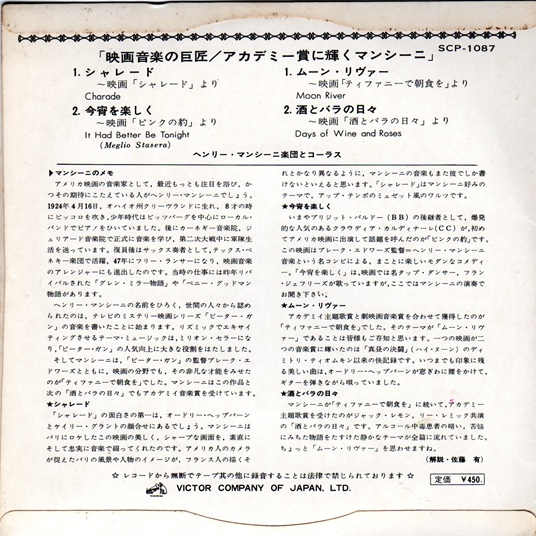 SCP-1087
「映画音楽の巨匠/アカデミー賞に輝くマンシーニ」
1. シャレード
～映画「シャレード」より
Charade
2. 今宵を楽しく
～映画「ピンクの豹」より
It Had Better Be Tonight
(Meglio Stasera)
1. ムーン・リヴァー
～映画「ティファニーで朝食を」より
Moon River
2. 酒とバラの日々
～映画「酒とバラの日々」より
Days of Wine and Roses
ヘンリー・マンシーニ楽団とコーラス
▶マンシーニのメモ
アメリカ映画の音楽家として、最近もっとも注目を浴び、か
つその期待にこたえている人がヘンリー・マンシーニでしょう。
1924年4月16日、オハイオ州クリーヴランドに生れ、8才の時
にピッコロを吹き、少年時代はピッツバーグを中心にローカル・
バンドでピアノをひいていました。後にカーネギー音楽院、ジ
ュリアード音楽院で正式に音楽を学び、第二次大戦中に軍隊生
活を送っています。復員後はサックス奏者として、テックス・ベ
ネキー楽団で活躍、47年にフリー・ランサーになり、映画音楽
のアレンジャーにも進出したのです。当時の仕事には昨年リバ
イバルされた「グレン・ミラー物語」や「ベニー・グッドマン
物語があります。
ヘンリー・マンシーニの名前をひろく、世間の人々から認め
られたのは、テレビのミステリー映画シリーズ「ピーター・ガ
ン」の音楽を書いたことに始まります。リズミックでエキサイ
ティングさせるテーマ・ミュージックは、ミリオン・セラーにな
り、「ピーター・ガン」の人気向上に大きな役割をはたしました。
そしてマンシーニは、「ピーター・ガン」の監督ブレーク・エ
ドワーズとともに、映画の分野でも、その非凡な才能をみせた
のが「ティファニーで朝食を」でした。マンシーニはこの作品と
次の「酒とバラの日々」でもアカデミイ音楽賞を受けています。
★シャレード
「シャレード」の面白さの第一は、オードリー・ヘップバーン
とケイリー・グラントの顔合せにあるでしょう。マンシーニは
パリにロケしたこの映画の美しく、シャープな画面を、素直に
そして忠実に音楽で綴ってくれたのです。アメリカ人のカメラ
が捉えたパリの風景や人物のイメージが、フランス人の描くそ
れとかなり異なるように、マンシーニの音楽もまた彼でしか書
けないといえると思います。「シャレード」はマンシーニ好みの
テーマで、アップ・テンポのミュゼット風のワルツです。
★今宵を楽しく
いまやブリジット・バルドー(BB)の後継者として、爆発
的な人気のあるクラウディア・カルディナーレ(CC)が、初め
てアメリカ映画に出演して話題を呼んだのが「ピンクの豹」です。
この映画はブレーク・エドワーズ監督=ヘンリー・マンシーニ音
楽という名コンビによる、まことに楽しいモダンなコメディ
ー。「今宵を楽しく」は、映画では名タップ・ダンサー、フラン
・ジェフリーズが歌っていますが、ここではマンシーニの演奏で
お聞き下さい。
★ムーン・リヴァー
アカデミイ主題歌賞と劇映画音楽賞を合わせて獲得したのが
「ティファニーで朝食を」でした。そのテーマが「ムーン・リヴ
ァー」であることは皆様もご存知と思います。一つの映画が二
つの音楽賞に輝いたのは「真昼の決闘」(ハイ・ヌーン)のディ
ミトリ・ティオムキン以来の快記録です。いつまでも印象に残
る美しい曲は、オードリー・ヘップバーンが窓ぎわに腰をかけて、
ギターを弾きながら唄っていました。
★酒とバラの日々
マンシーニが「ティファニーで朝食を」に続いて、アカデミー
主題歌賞を受けたのがジャック・レモン、リー・レミック共演
の「酒とバラの日々」です。アルコール中毒患者の暗い、苦悩
にみちた物語をたすけた静かなテーマが全篇に流れていました。
ちょっと「ムーン・リヴァー」を思わせますね。
(解説・佐藤 有)
☆ レコードから無断でテープ其の他に録音することは法律で禁じられております ☆
VICTOR COMPANY OF JAPAN, LTD.
定価 ¥450.